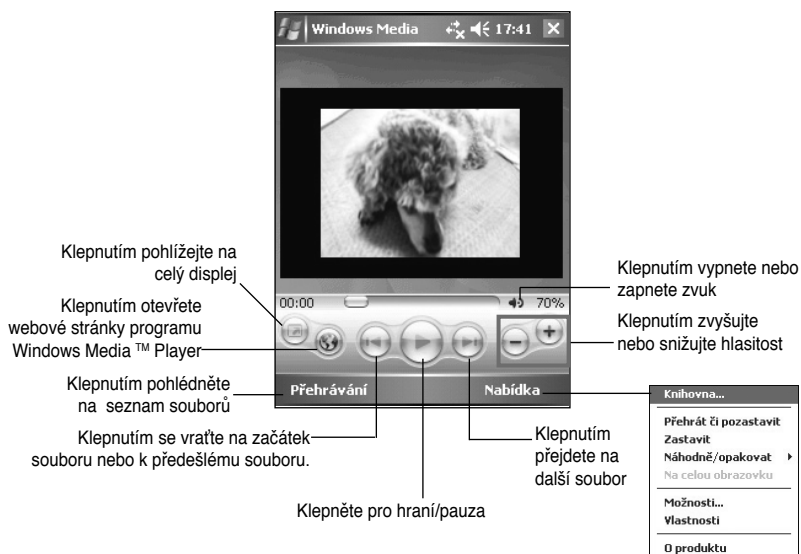 Windows Media 17:41
Klepnutím pohlížejte na
celý displej
Klepnutím otevřete
webové stránky programu
Windows Media ™ Player
Klepnutím pohlédněte
na seznam souborů
Klepnutím se vraťte na začátek
souboru nebo k předešlému souboru.
00:00
70%
Přehrávání
Nabídka
Klepněte pro hraní/pauza
Klepnutím vypnete nebo
zapnete zvuk
Klepnutím zvyšujte
nebo snižujte hlasitost
Klepnutím
přejdete na
další soubor
Knihovna...
Přehrát či pozastavit
Zastavit
Náhodně/opakovat
Na celou obrazovku
Možnosti...
Vlastnosti
O produktu